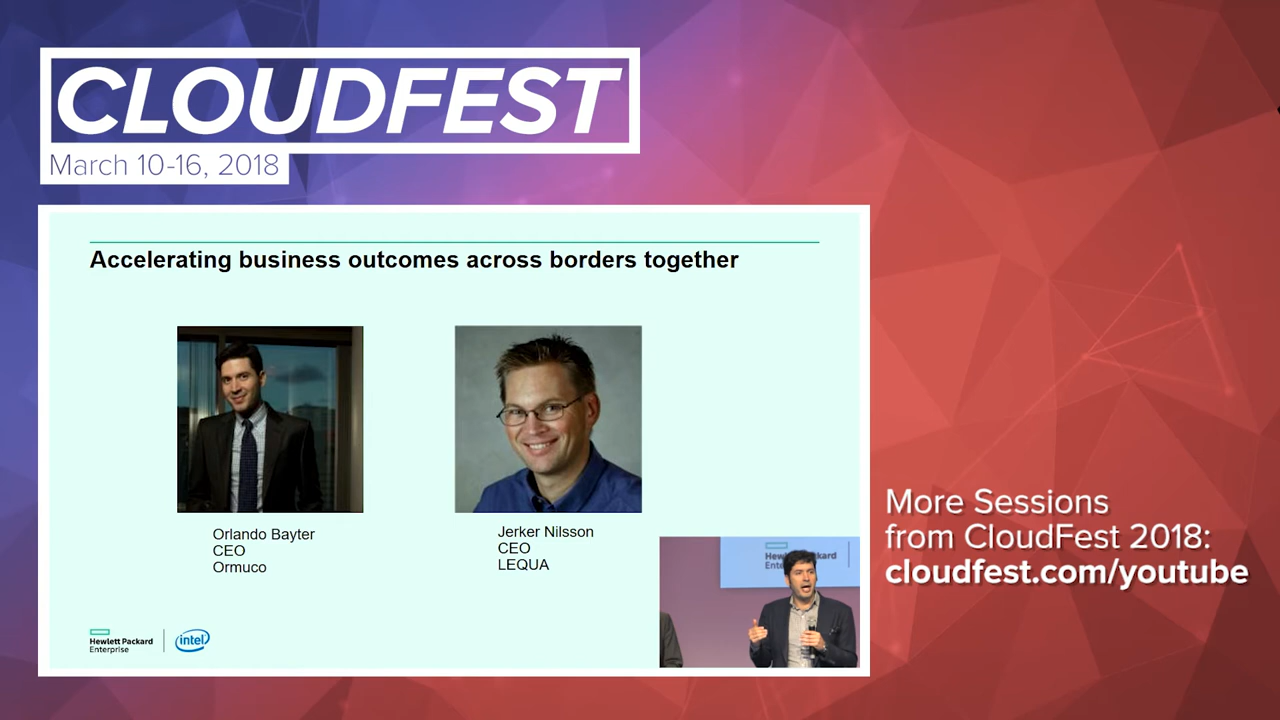 CLOUDFEST
March 10-16, 2018
Accelerating business outcomes across borders together
Orlando Bayter
CEO
Ormuco
Jerker Nilsson
CEO
LEQUA
Hewlett Packard
Enterprise
intel
More Sessions
from CloudFest 2018:
cloudfest.com/youtube